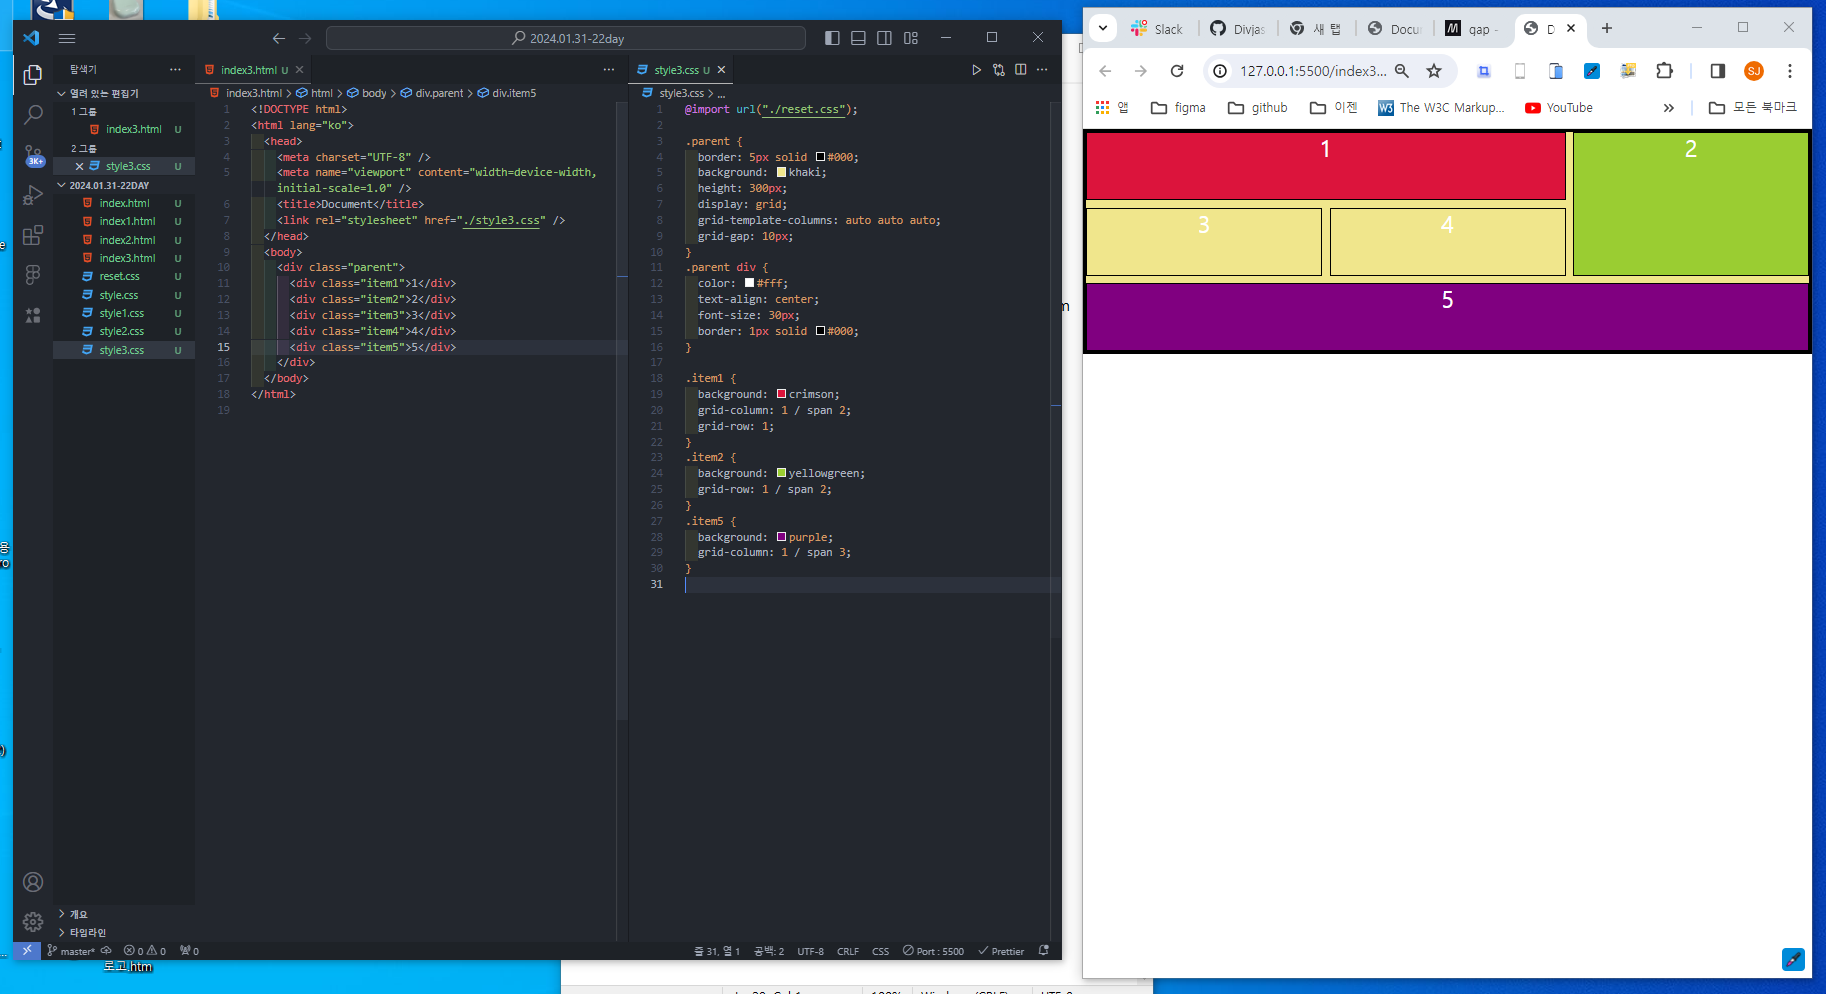 2024.01.31-22day
탐색기
열려 있는 편집기
1 그룹
index3.html U
2 그룹
style3.css U
2024.01.31-22DAY
index.html U
index1.html U
index2.html U
index3.html U
reset.css U
style.css U
style1.css U
style2.css U
style3.css U
개요
타임라인
3K+
index3.html U
index3.html > html > body > div.parent > div.item5
1 <!DOCTYPE html>
2 <html lang="ko">
3 <head>
4 <meta charset="UTF-8" />
5 <meta name="viewport" content="width=device-width,
initial-scale=1.0" />
6 <title>Document</title>
7 <link rel="stylesheet" href="./style3.css" />
8 </head>
9 <body>
10 <div class="parent">
11 <div class="item1">1</div>
12 <div class="item2">2</div>
13 <div class="item3">3</div>
14 <div class="item4">4</div>
15 <div class="item5">5</div>
16 </div>
17 </body>
18 </html>
19
style3.css U
style3.css > ...
1 @import url("./reset.css");
2
3 .parent {
4 border: 5px solid #000;
5 background: khaki;
6 height: 300px;
7 display: grid;
8 grid-template-columns: auto auto auto;
9 grid-gap: 10px;
10 }
11 .parent div {
12 color: #fff;
13 text-align: center;
14 font-size: 30px;
15 border: 1px solid #000;
16 }
17
18 .item1 {
19 background: crimson;
20 grid-column: 1 / span 2;
21 grid-row: 1;
22 }
23 .item2 {
24 background: yellowgreen;
25 grid-row: 1 / span 2;
26 }
27 .item5 {
28 background: purple;
29 grid-column: 1 / span 3;
30 }
31
master* 0 0 0
줄 31, 열 1 공백: 2 UTF-8 CRLF CSS Port : 5500 Prettier
로고.htm
Slack Divjas 새 탭 Docu gap - D
127.0.0.1:5500/index3... SJ
앱 figma github 이젠 The W3C Markup... YouTube » 모든 북마크
1
2
3
4
5